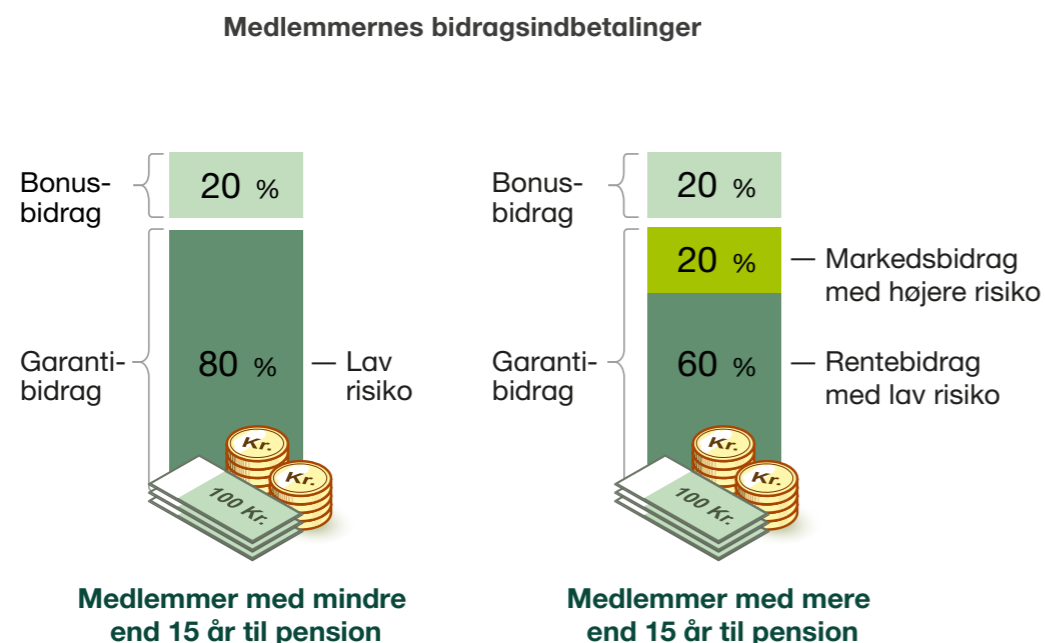 Medlemmernes bidragsindbetalinger
Bonus-
bidrag
20 %
Garanti-
bidrag
80 %
Lav
risiko
Kr.
Kr.
100 Kr.
Medlemmer med mindre
end 15 år til pension
Bonus-
bidrag
20 %
20 %
Markedsbidrag
med højere risiko
Garanti-
bidrag
60 %
Rentebidrag
med lav risiko
Kr.
Kr.
100 Kr.
Medlemmer med mere
end 15 år til pension